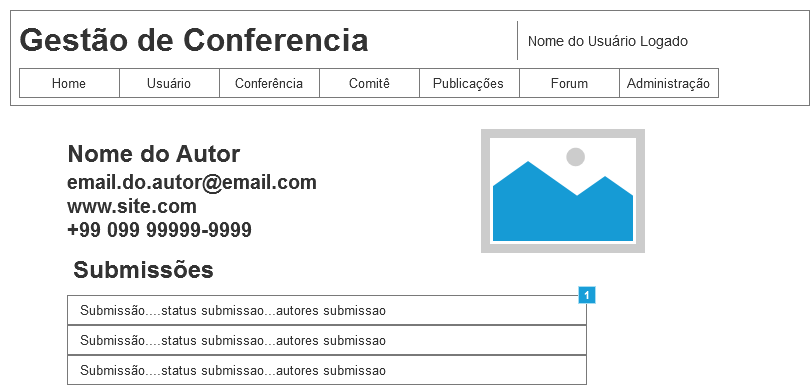 Gestão de Conferencia
Nome do Usuário Logado
Home Usuário Conferência Comitê Publicações Forum Administração
Nome do Autor
email.do.autor@email.com
www.site.com
+99 099 99999-9999
Submissões
1
Submissão....status submissao...autores submissao
Submissão....status submissao...autores submissao
Submissão....status submissao...autores submissao